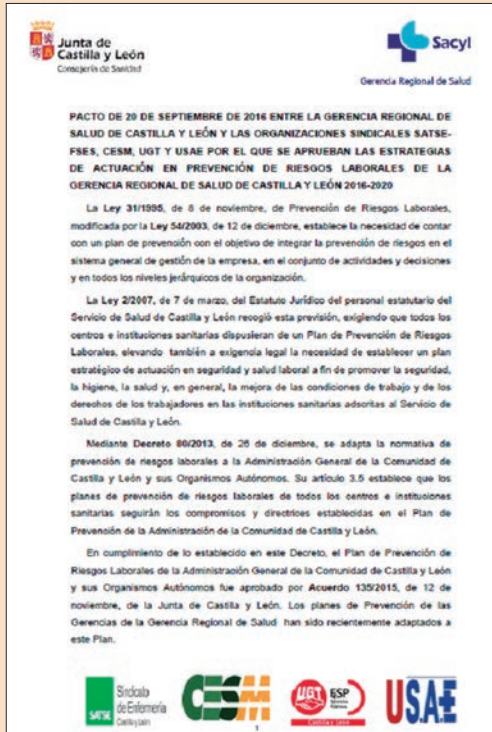 Junta de
Castilla y León
Consejería de Sanidad
Sacyl
Gerencia Regional de Salud
PACTO DE 20 DE SEPTIEMBRE DE 2016 ENTRE LA GERENCIA REGIONAL DE
SALUD DE CASTILLA Y LEÓN Y LAS ORGANIZACIONES SINDICALES SATSE-
FSES, CESM, UGT Y USAE POR EL QUE SE APRUEBAN LAS ESTRATEGIAS
DE ACTUACIÓN EN PREVENCIÓN DE RIESGOS LABORALES DE LA
GERENCIA REGIONAL DE SALUD DE CASTILLA Y LEÓN 2016-2020
La Ley 31/1995, de 8 de noviembre, de Prevención de Riesgos Laborales,
modificada por la Ley 54/2003, de 12 de diciembre, establece la necesidad de contar
con un plan de prevención con el objetivo de integrar la prevención de riesgos en el
sistema general de gestión de la empresa, en el conjunto de actividades y decisiones
y en todos los niveles jerárquicos de la organización.
La Ley 2/2007, de 7 de marzo, del Estatuto Jurídico del personal estatutario del
Servicio de Salud de Castilla y León recogió esta previsión, exigiendo que todos los
centros e instituciones sanitarias dispusieran de un Plan de Prevención de Riesgos
Laborales, elevando también a exigencia legal la necesidad de establecer un plan
estratégico de actuación en seguridad y salud laboral a fin de promover la seguridad,
la higiene, la salud y, en general, la mejora de las condiciones de trabajo y de los
derechos de los trabajadores en las instituciones sanitarias adscritas al Servicio de
Salud de Castilla y León.
Mediante Decreto 80/2013, de 26 de diciembre, se adapta la normativa de
prevención de riesgos laborales a la Administración General de la Comunidad de
Castilla y León y sus Organismos Autónomos. Su artículo 3.5 establece que los
planes de prevención de riesgos laborales de todos los centros e instituciones
sanitarias seguirán los compromisos y directrices establecidas en el Plan de
Prevención de la Administración de la Comunidad de Castilla y León.
En cumplimiento de lo establecido en este Decreto, el Plan de Prevención de
Riesgos Laborales de la Administración General de la Comunidad de Castilla y León
y sus Organismos Autónomos fue aprobado por Acuerdo 135/2015, de 12 de
noviembre, de la Junta de Castilla y León. Los planes de Prevención de las
Gerencias de la Gerencia Regional de Salud han sido recientemente adaptados a
este Plan.
SATSE
Sindicato
de Enfermería
Castilla y León
CESM
UGT
ESP
Castilla y León
USAE
1